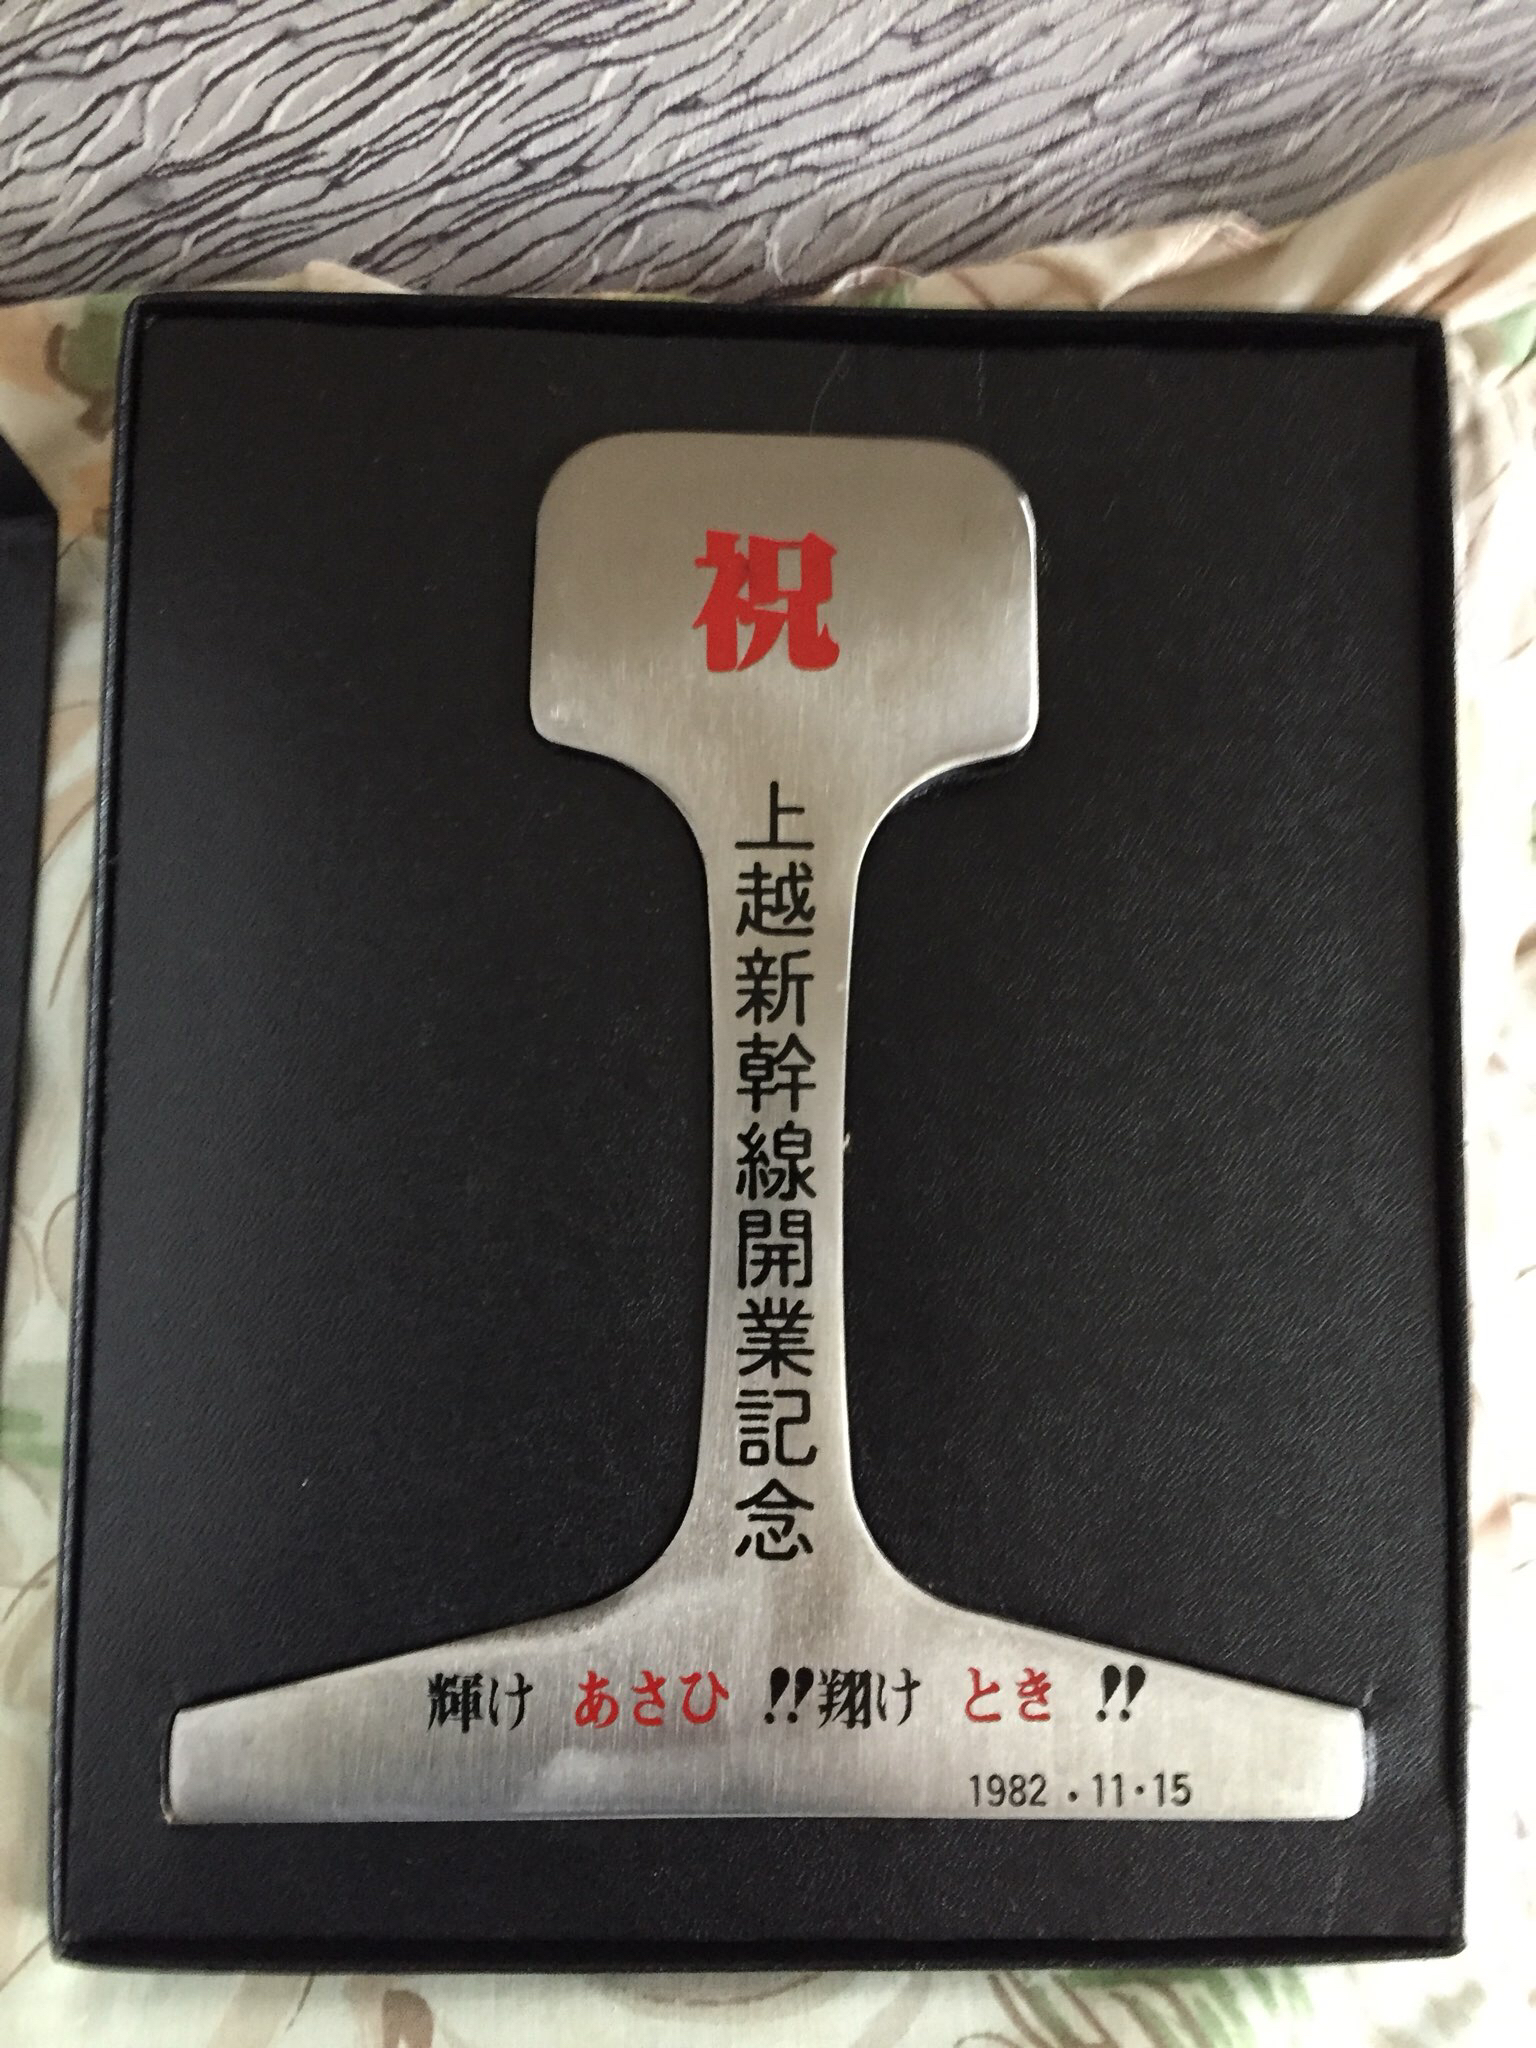 祝
上越新幹線開業記念
輝け あさひ !! 翔け とき !!
1982.11・15